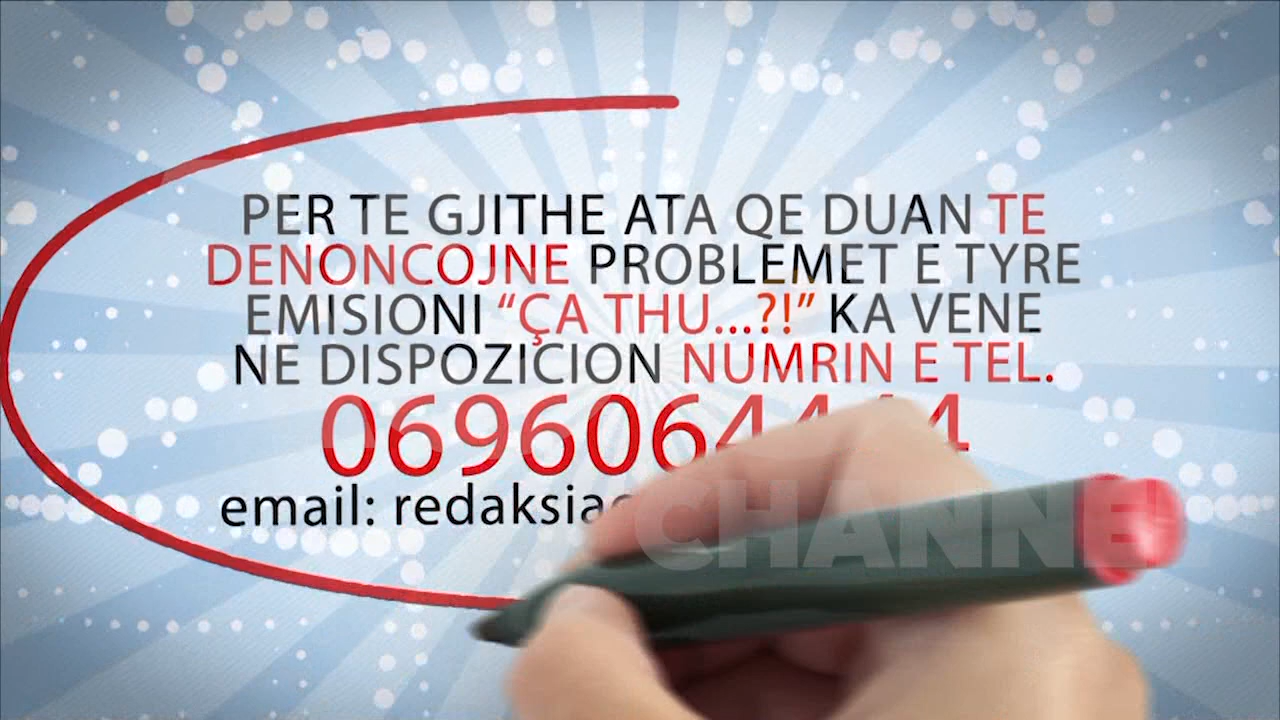 PER TE GJITHE ATA QE DUAN TE
DENONCOJNE PROBLEMET E TYRE
EMISIONI “ÇA THU...?!” KA VENE
NE DISPOZICION NUMRIN E TEL.
email:
CHANNEL